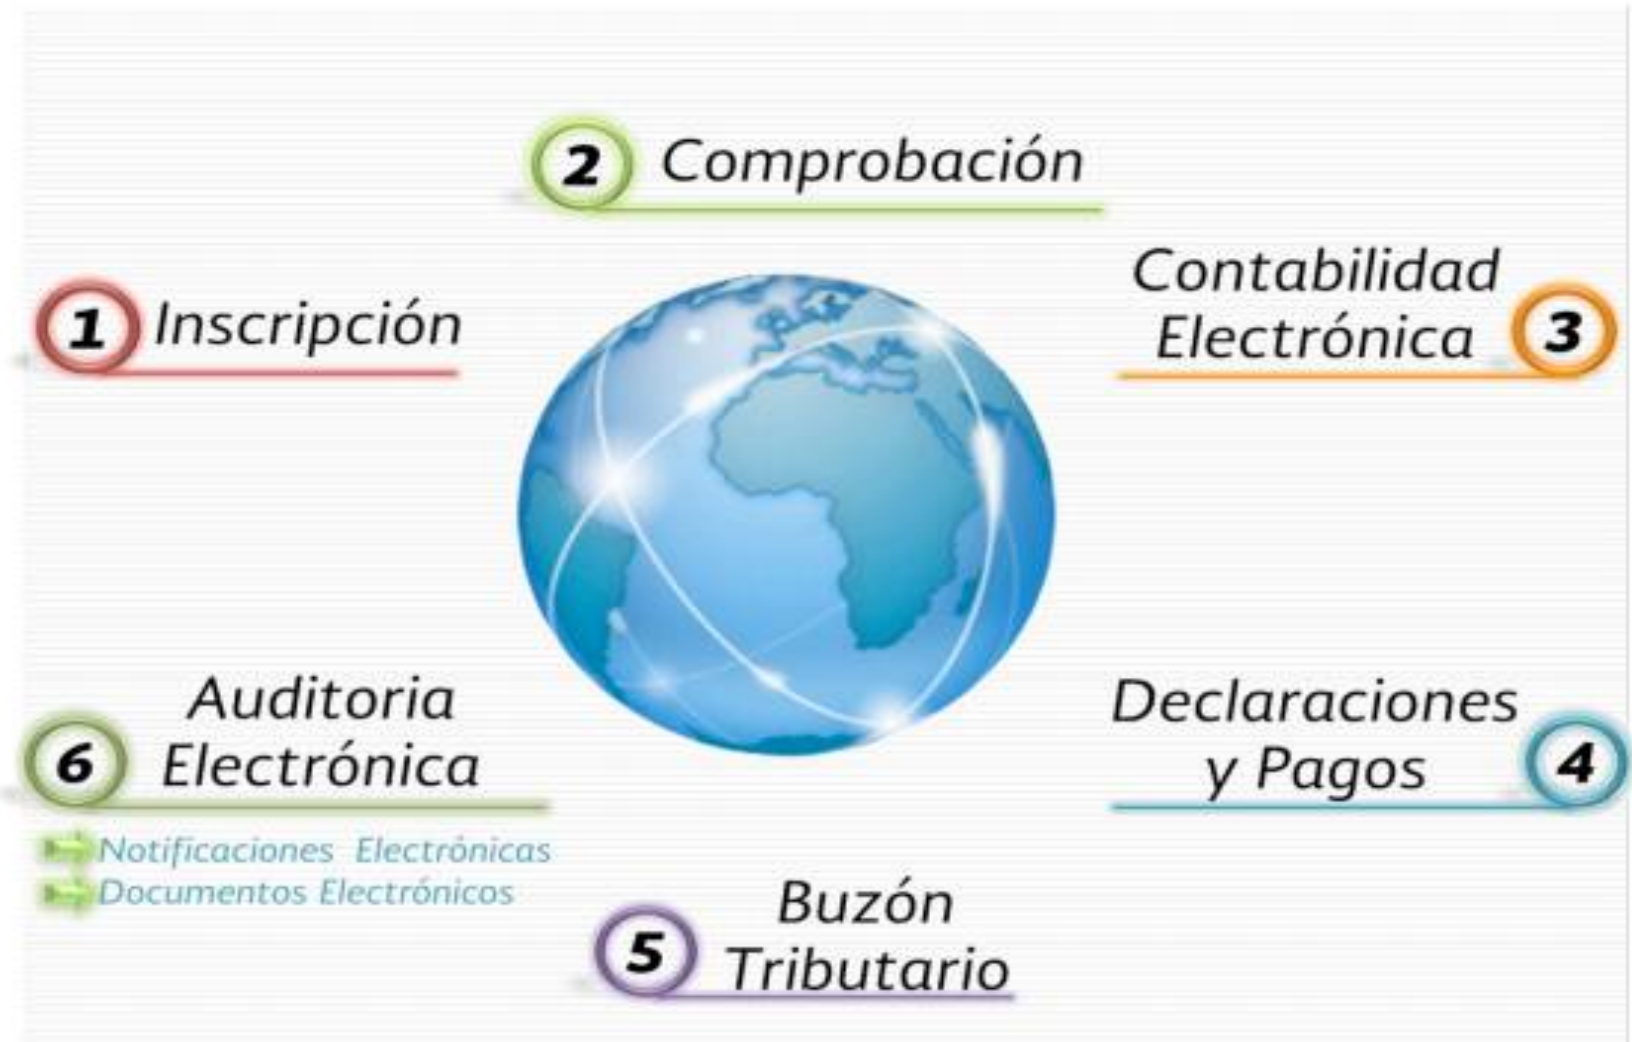 1 Inscripción
2 Comprobación
Contabilidad
Electrónica 3
Declaraciones
y Pagos 4
Buzón
5 Tributario
Auditoria
6 Electrónica
Notificaciones Electrónicas
Documentos Electrónicos